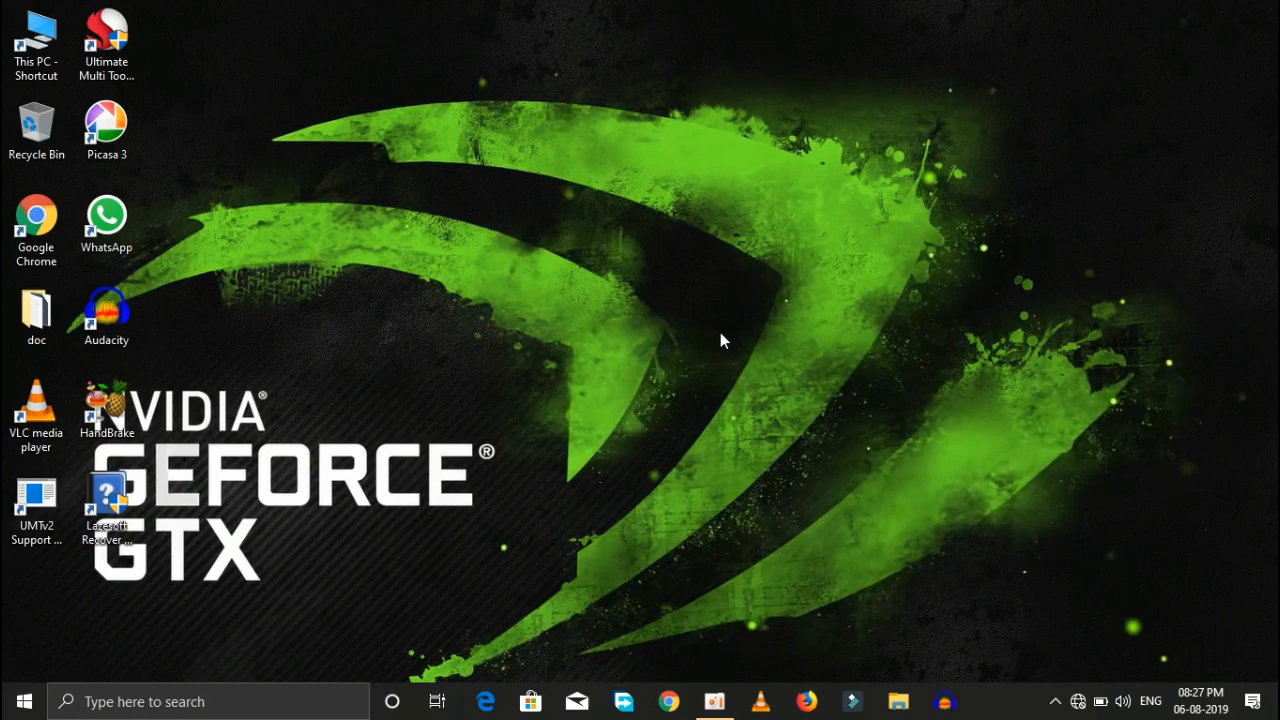 This PC -
Shortcut
Ultimate
Multi Too...
Recycle Bin
Picasa 3
Google
Chrome
WhatsApp
doc
Audacity
VLC media
player
HandBrake
UMTv2
Support ...
Lazesoft
Recover ...
NVIDIA®
GEFORCE®
GTX
Type here to search
ENG
08:27 PM
06-08-2019